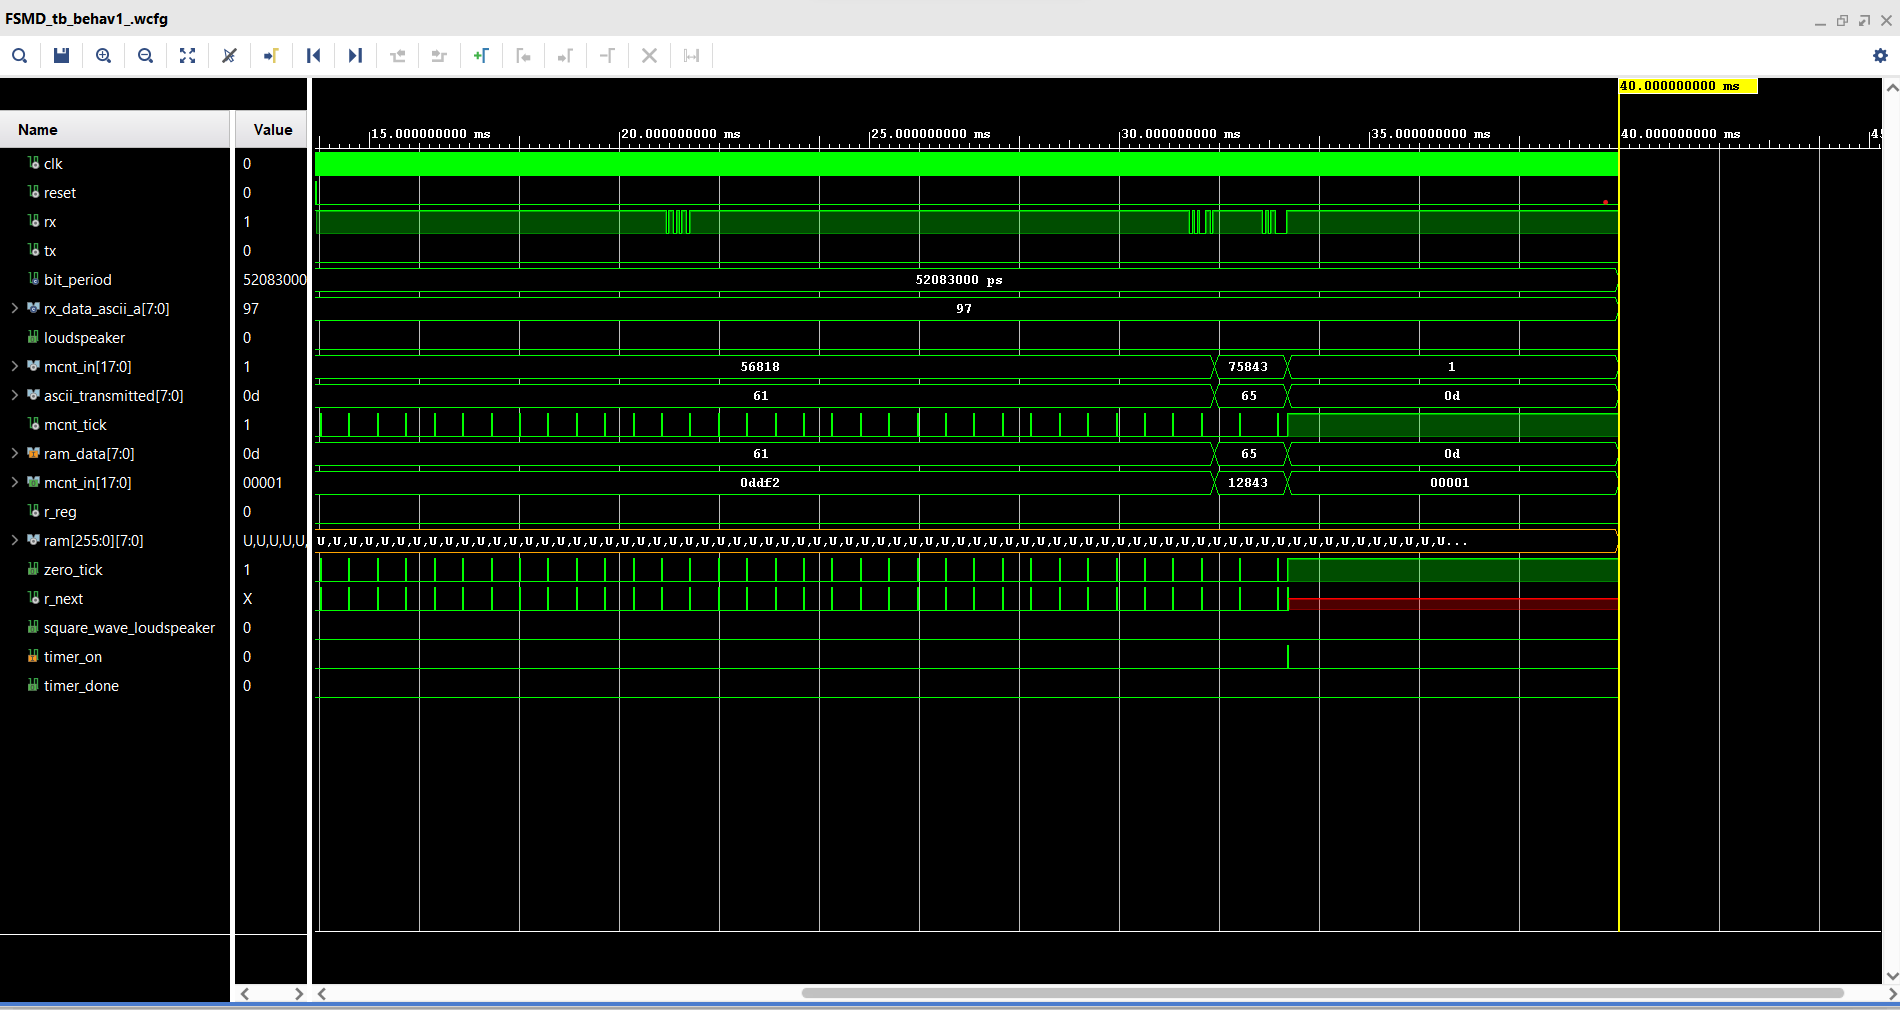 FSMD_tb_behav1_.wcfg
40.000000000 ms
Name Value
15.000000000 ms 20.000000000 ms 25.000000000 ms 30.000000000 ms 35.000000000 ms 40.000000000 ms
clk 0
reset 0
rx 1
tx 0
bit_period 52083000 52083000 ps
rx_data_ascii_a[7:0] 97 97
loudspeaker 0
mcnt_in[17:0] 1 56818 75843 1
ascii_transmitted[7:0] 0d 61 65 0d
mcnt_tick 1
ram_data[7:0] 0d 61 65 0d
mcnt_in[17:0] 00001 0ddf2 12843 00001
r_reg 0
ram[255:0][7:0] U,U,U,U,U, U,U,U,U,U,U,U,U,U,U,U,U,U,U,U,U,U,U,U,U,U,U,U,U,U,U,U,U,U,U,U,U,U,U,U,U,U,U,U,U,U,U,U,U,U,U,U,U,U,U,U,U,U,U,U,U,U,U,U,U,U,U,U,U,U,U,U,U,U,U,U...
zero_tick 1
r_next X
square_wave_loudspeaker 0
timer_on 0
timer_done 0